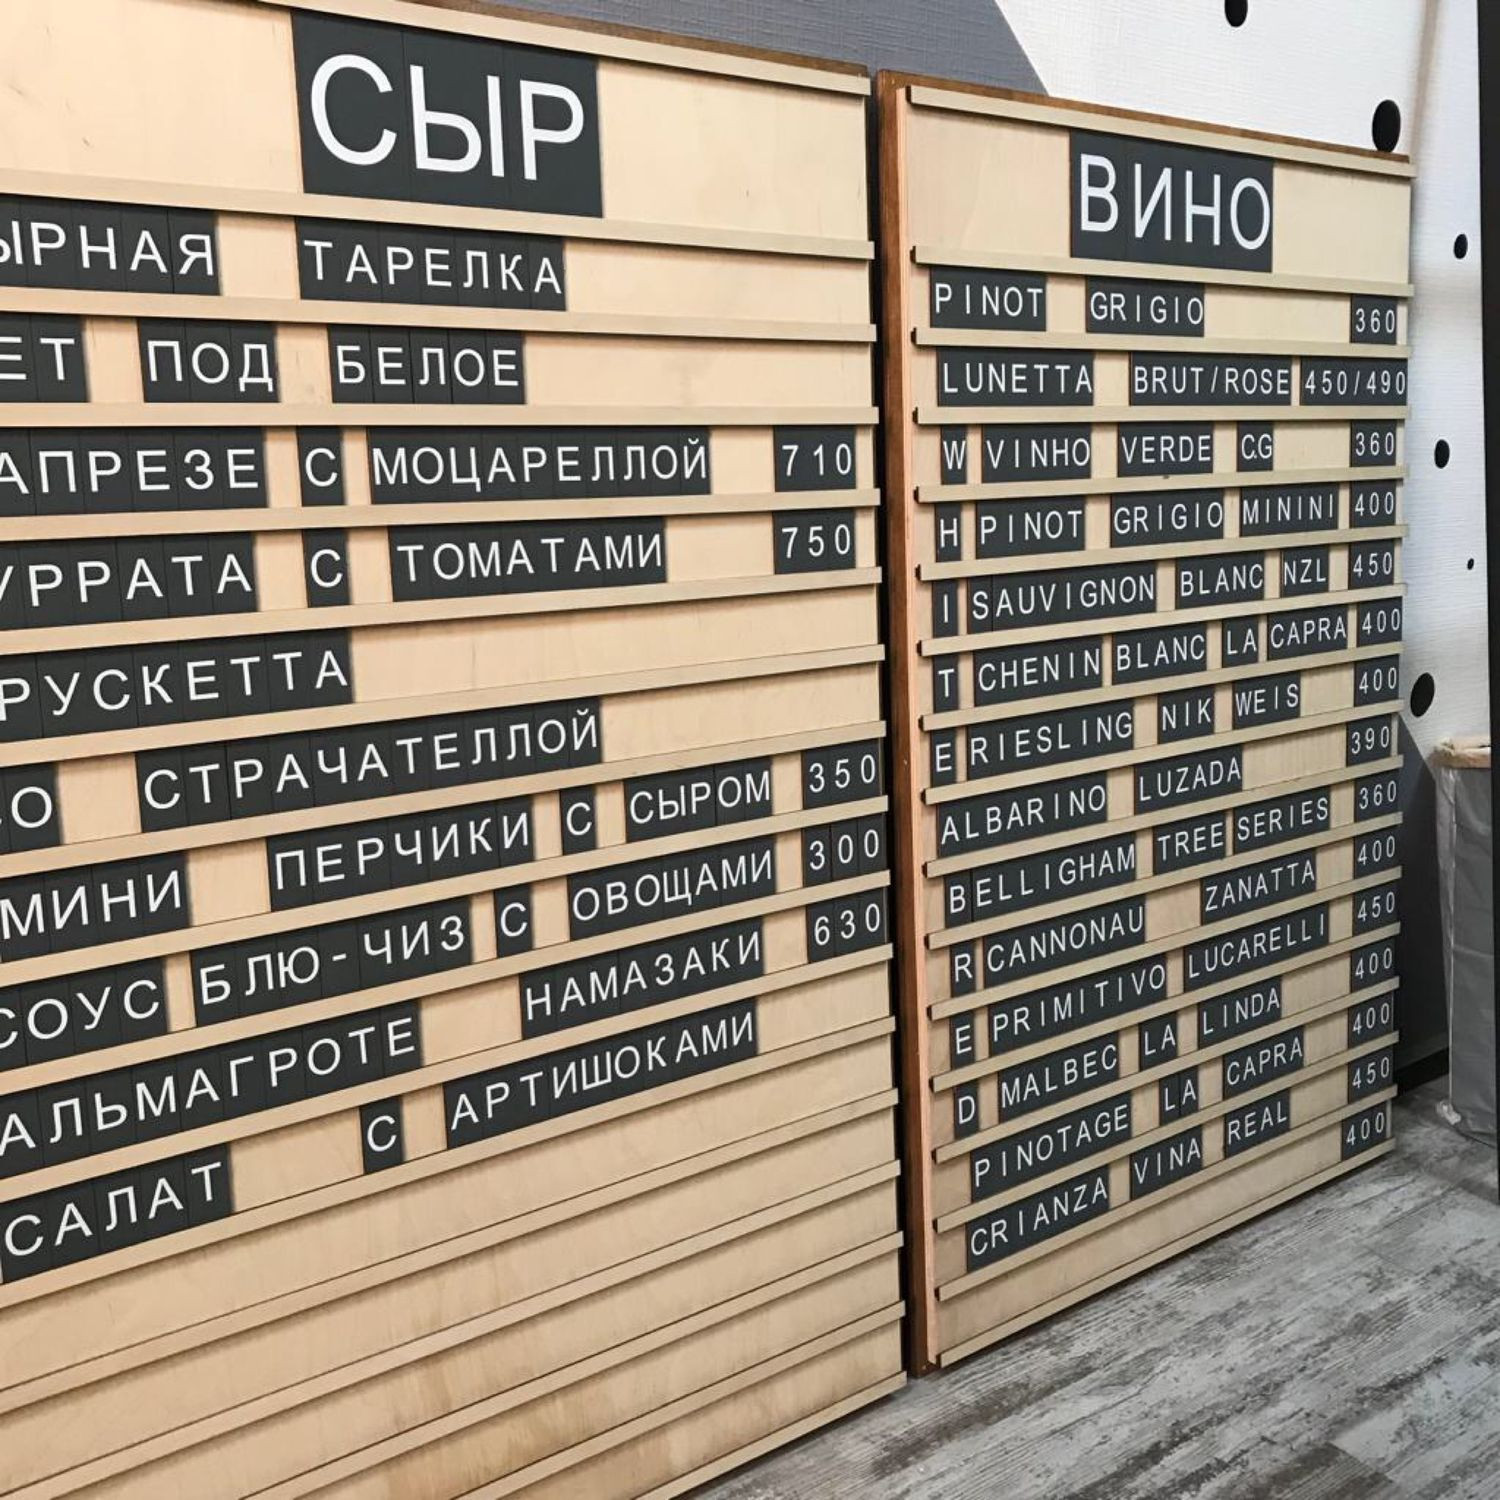 СЫР
ЫРНАЯ ТАРЕЛКА
ЕТ ПОД БЕЛОЕ
АПРЕЗЕ С МОЦАРЕЛЛОЙ 710
УРРАТА С ТОМАТАМИ 750
РУСКЕТТА
СО СТРАЧАТЕЛЛОЙ
МИНИ ПЕРЧИКИ С СЫРОМ 350
СОУС БЛЮ-ЧИЗ С ОВОЩАМИ 300
АЛЬМАГРОТЕ НАМАЗАКИ 630
САЛАТ С АРТИШОКАМИ
ВИНО
PINOT GRIGIO 360
LUNETTA BRUT/ROSE 450/490
W VINHO VERDE CG 360
H PINOT GRIGIO MININI 400
I SAUVIGNON BLANC NZL 450
T CHENIN BLANC LA CAPRA 400
E RIESLING NIK WEIS 400
ALBARINO LUZADA 390
BELLIGHAM TREE SERIES 360
R CANNONAU ZANATTA 400
E PRIMITIVO LUCARELLI 450
D MALBEC LA LINDA 400
PINOTAGE LA CAPRA 400
CRIANZA VINA REAL 450
400